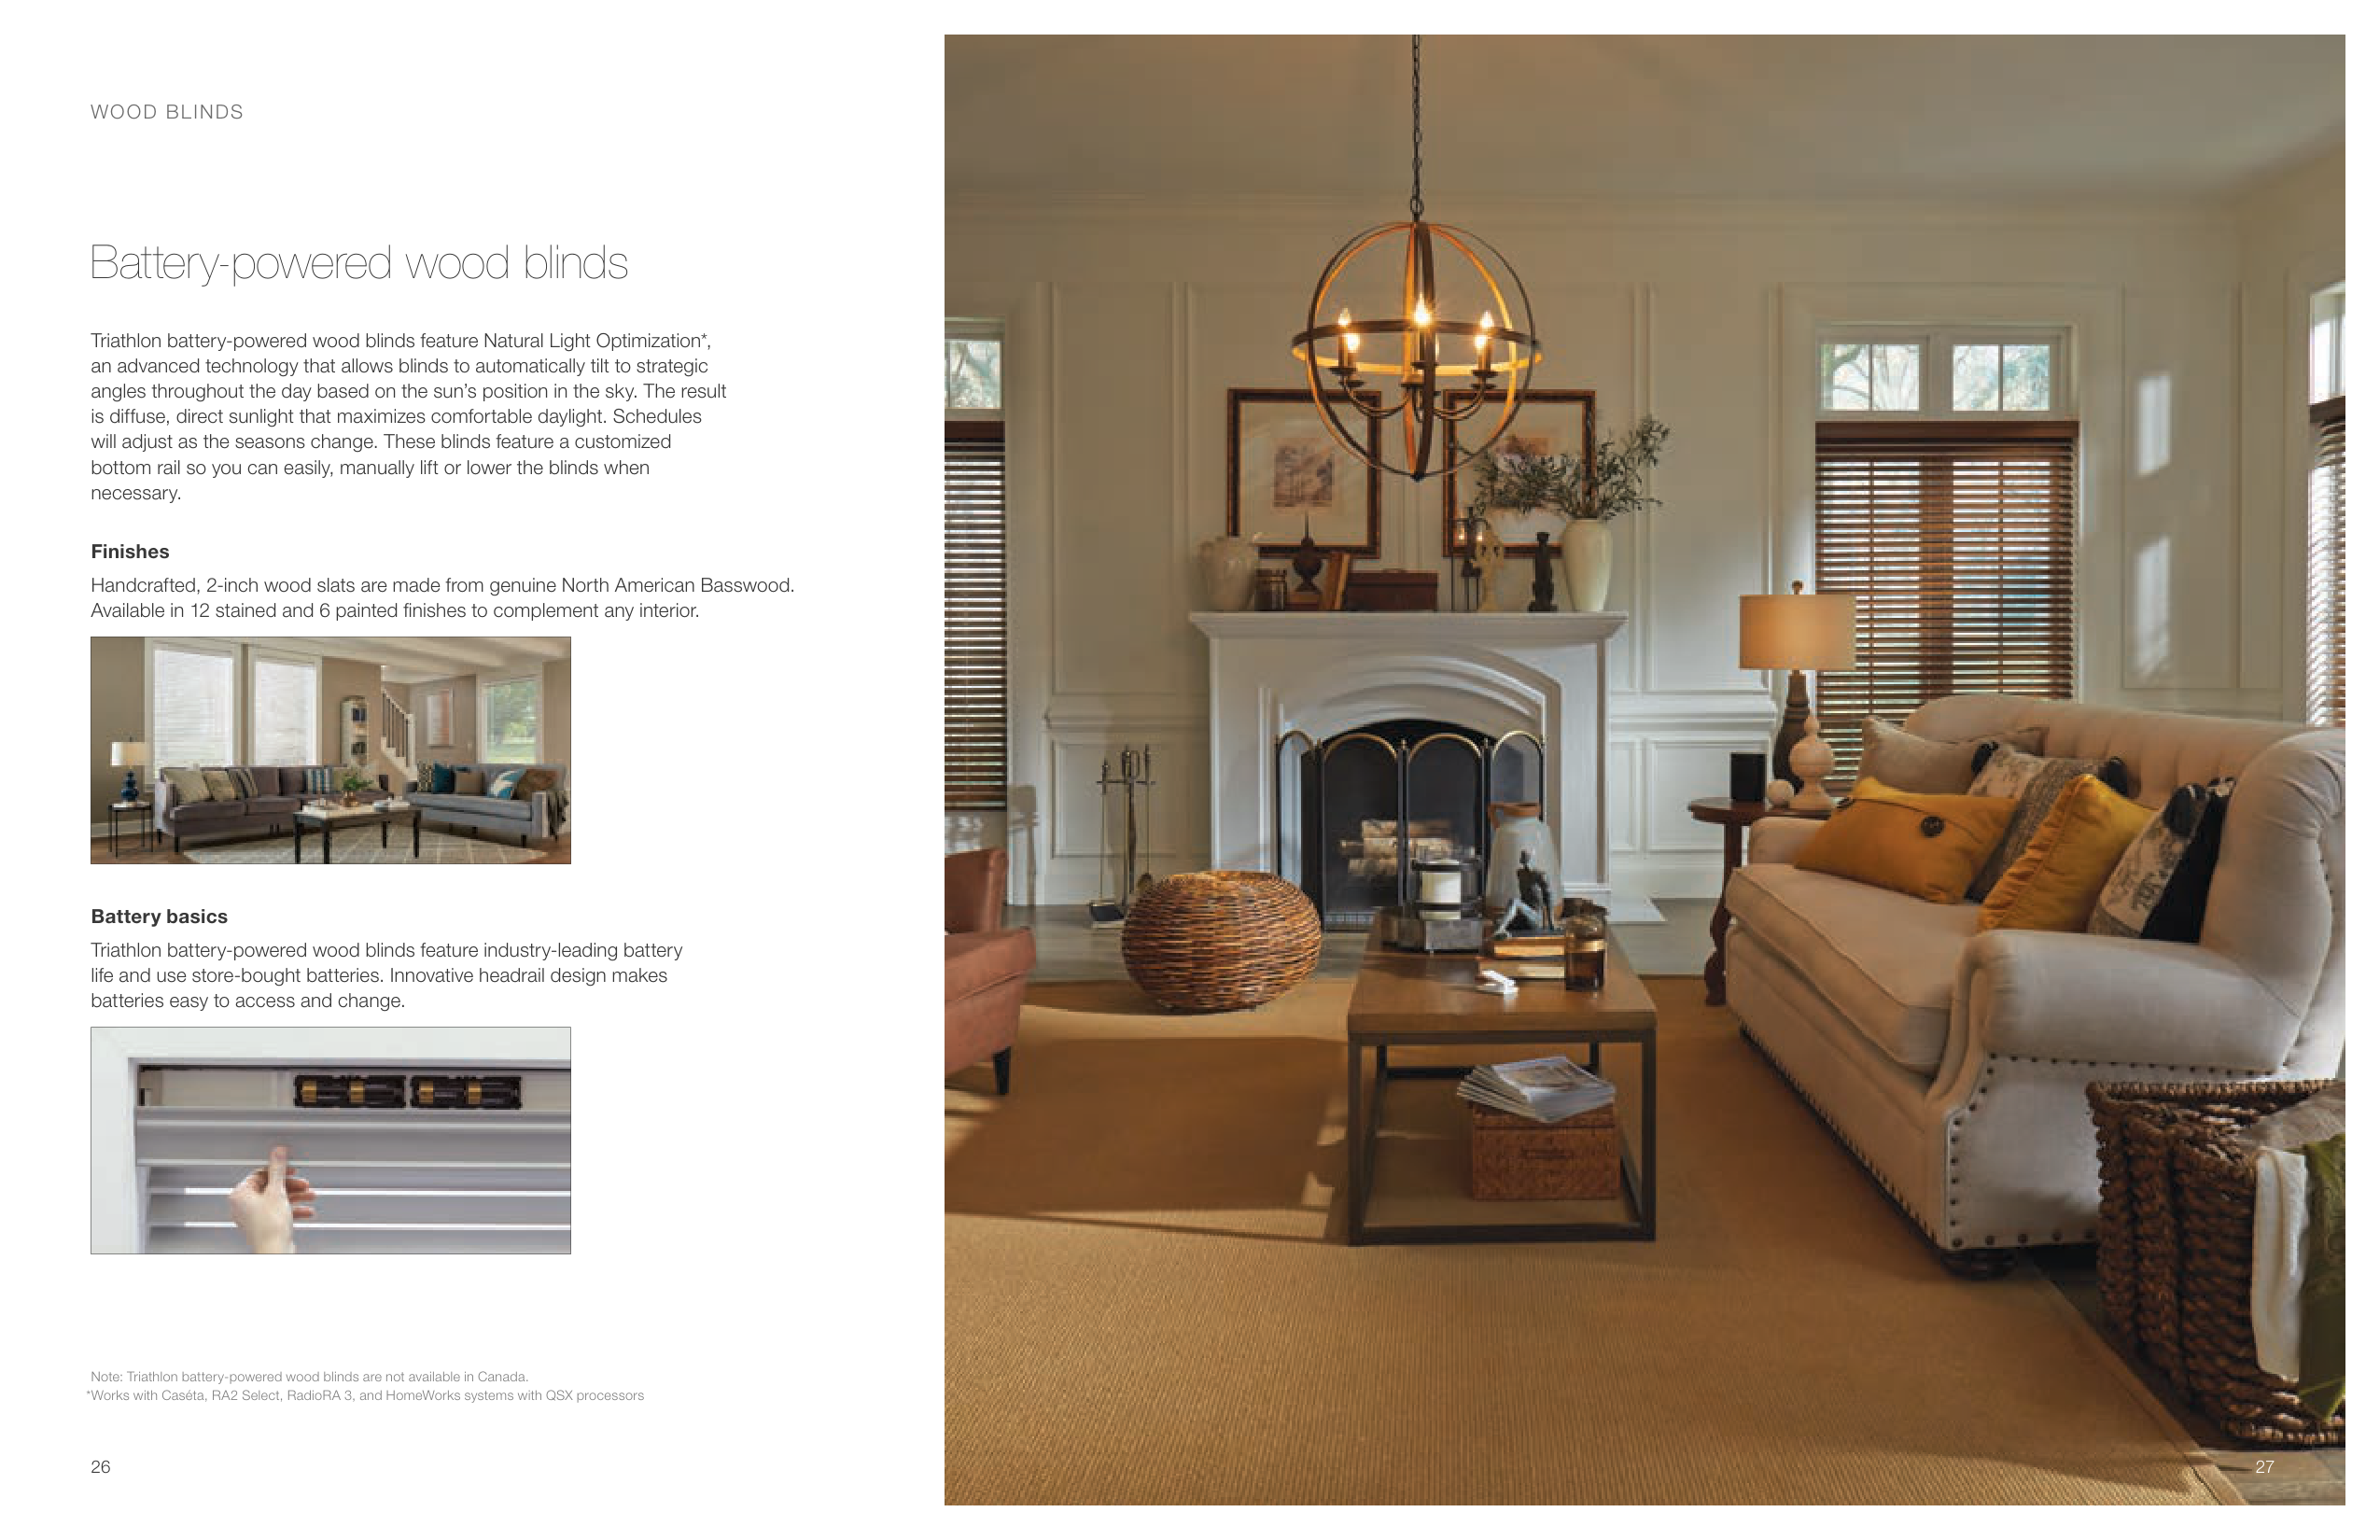 WOOD BLINDS
Battery-powered wood blinds
Triathlon battery-powered wood blinds feature Natural Light Optimization*,
an advanced technology that allows blinds to automatically tilt to strategic
angles throughout the day based on the sun’s position in the sky. The result
is diffuse, direct sunlight that maximizes comfortable daylight. Schedules
will adjust as the seasons change. These blinds feature a customized
bottom rail so you can easily, manually lift or lower the blinds when
necessary.
Finishes
Handcrafted, 2-inch wood slats are made from genuine North American Basswood.
Available in 12 stained and 6 painted finishes to complement any interior.
Battery basics
Triathlon battery-powered wood blinds feature industry-leading battery
life and use store-bought batteries. Innovative headrail design makes
batteries easy to access and change.
Note: Triathlon battery-powered wood blinds are not available in Canada.
*Works with Caséta, RA2 Select, RadioRA 3, and HomeWorks systems with QSX processors
26
27